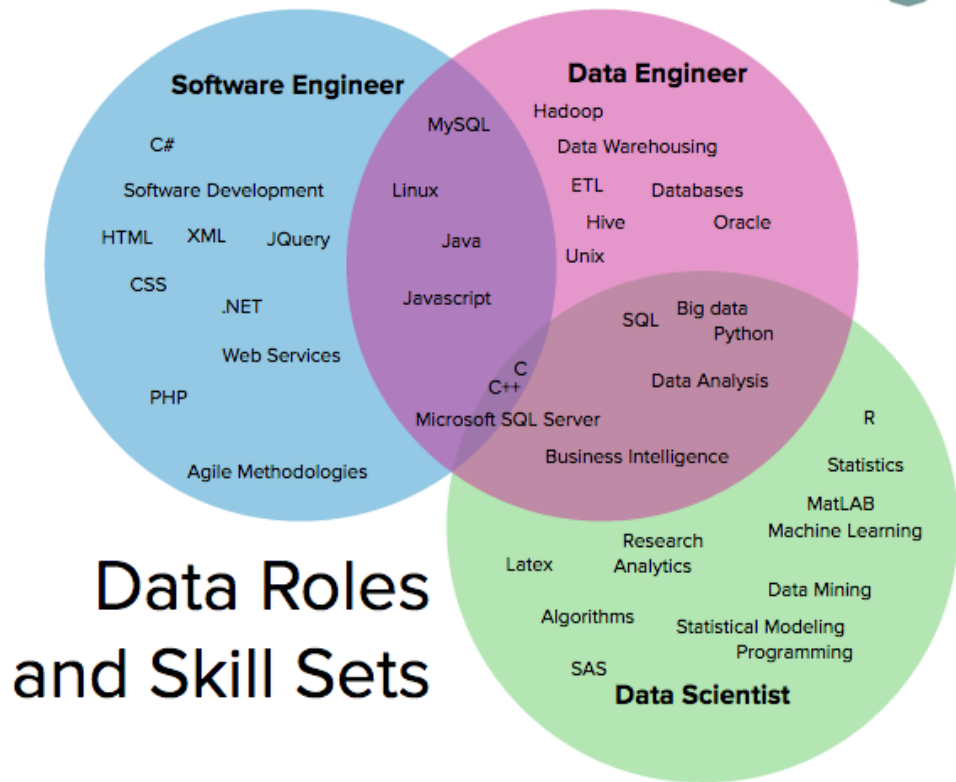 Software Engineer
C#
Software Development
HTML
XML
JQuery
CSS
.NET
Web Services
PHP
Agile Methodologies
MySQL
Linux
Java
Javascript
Data Engineer
Hadoop
Data Warehousing
ETL
Databases
Hive
Oracle
Unix
SQL
Big data
Python
Data Analysis
C
C++
Microsoft SQL Server
Business Intelligence
R
Statistics
MatLAB
Machine Learning
Research
Analytics
Latex
Data Mining
Algorithms
Statistical Modeling
Programming
SAS
Data Scientist
Data Roles
and Skill Sets